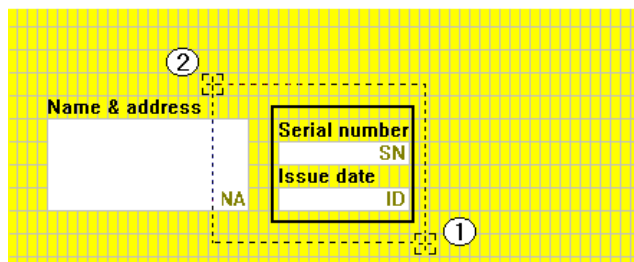 2
Name & address
Serial number
SN
Issue date
NA
ID
1